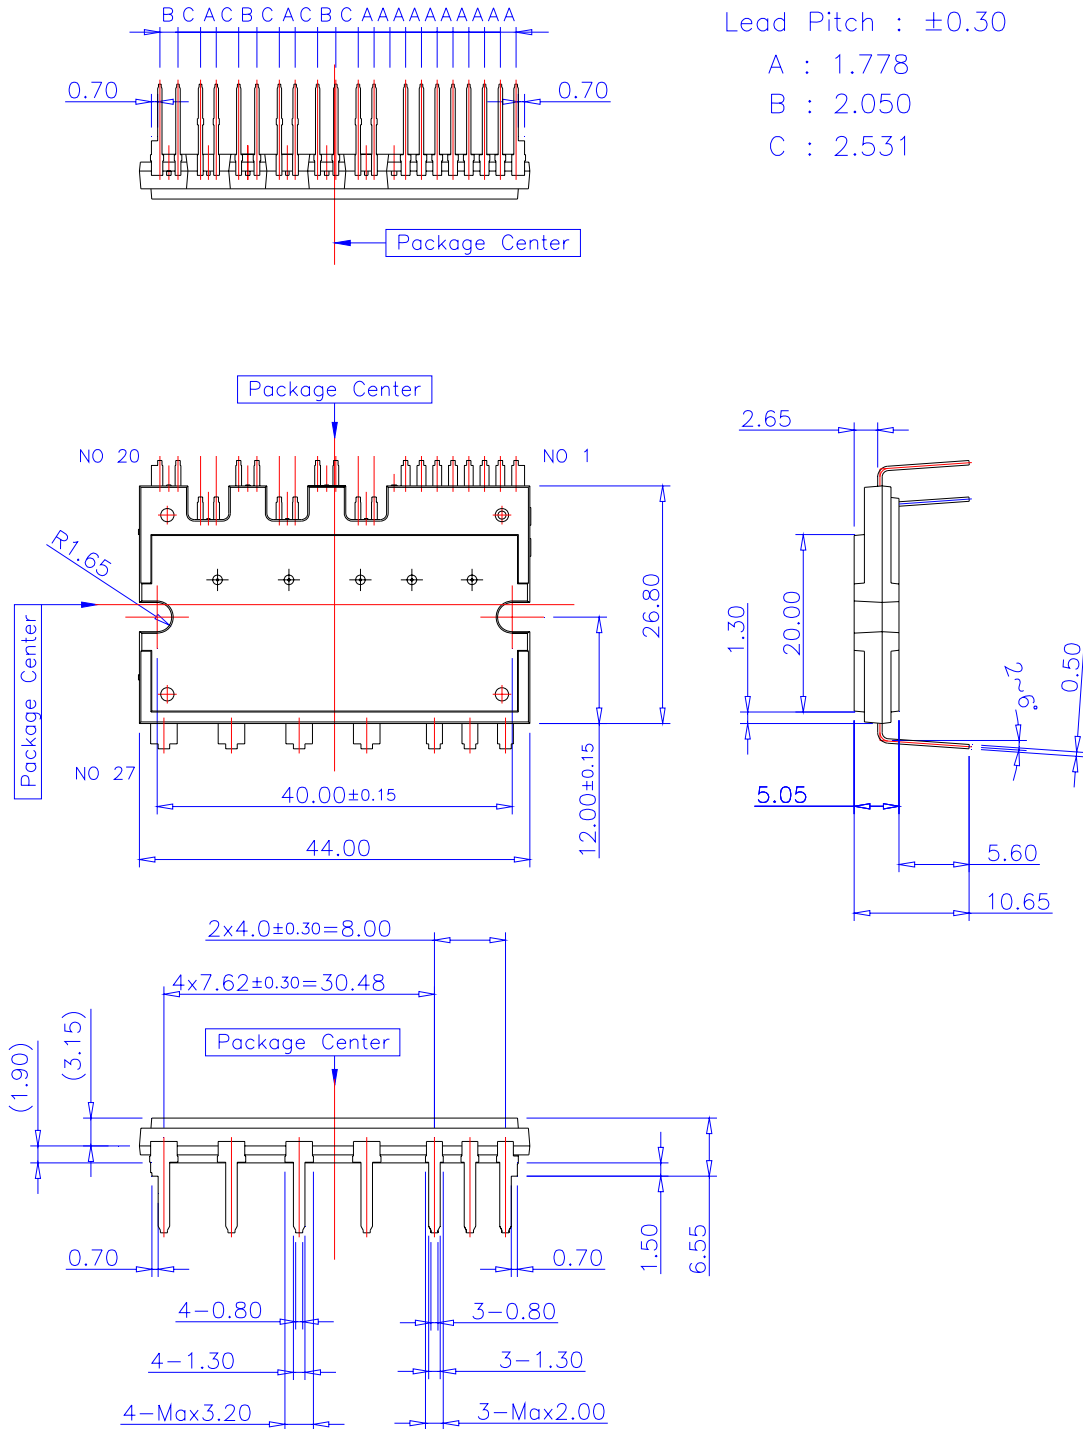 B C A C B C A C B C A A A A A A A A A A
Lead Pitch : ±0.30
A : 1.778
B : 2.050
C : 2.531
0.70
0.70
Package Center
Package Center
NO 20
NO 1
2.65
R1.65
Package Center
26.80
1.30
20.00
2~6°
0.50
NO 27
40.00±0.15
12.00±0.15
5.05
44.00
5.60
10.65
2x4.0±0.30=8.00
4x7.62±0.30=30.48
Package Center
(1.90)
(3.15)
0.70
0.70
1.50
6.55
4-0.80
3-0.80
4-1.30
3-1.30
4-Max3.20
3-Max2.00